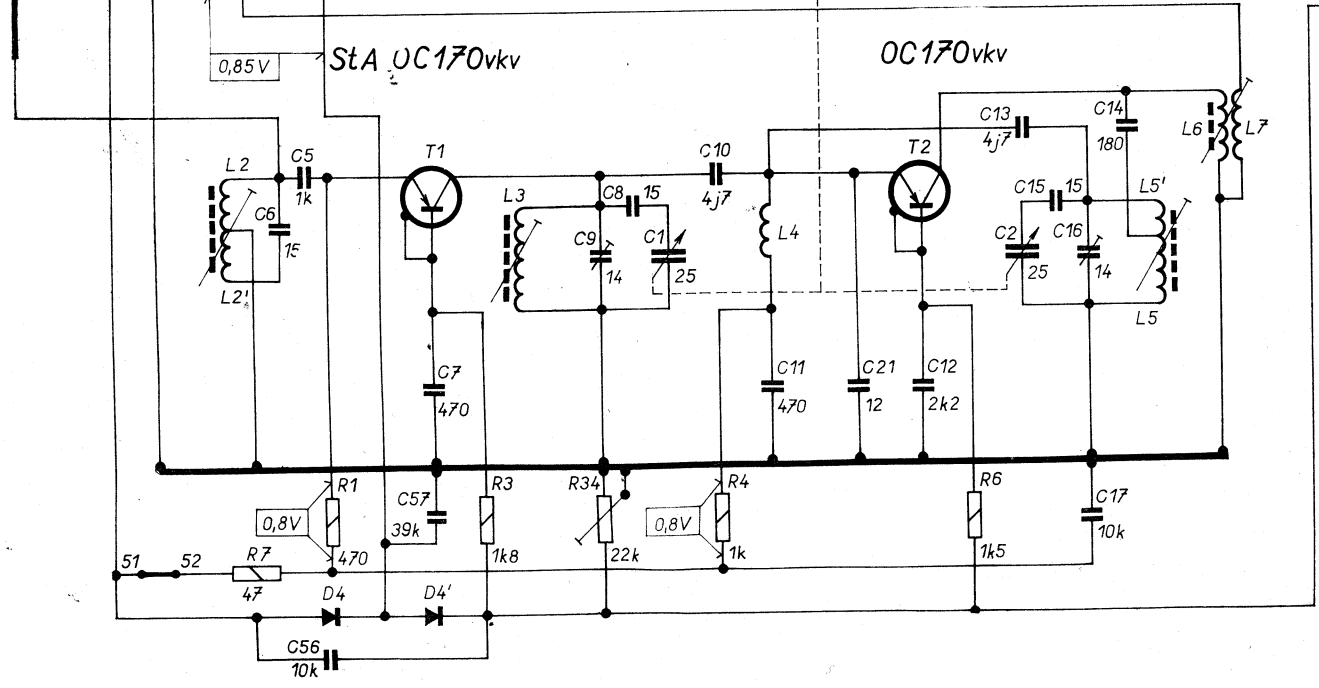 0,85V
StA OC170vkv
OC170vkv
L2
C5
1k
C6
15
L2'
T1
L3
C8 15
C9
14
C1
25
C10
4j7
L4
T2
C13
4j7
C14
180
L6
L7
C15 15
L5'
C2
25
C16
14
L5
C7
470
C11
470
C21
12
C12
2k2
R1
0,8V
470
C57
39k
R3
1k8
R34
22k
R4
0,8V
1k
R6
1k5
C17
10k
51
52
R7
47
D4
D4'
C56
10k